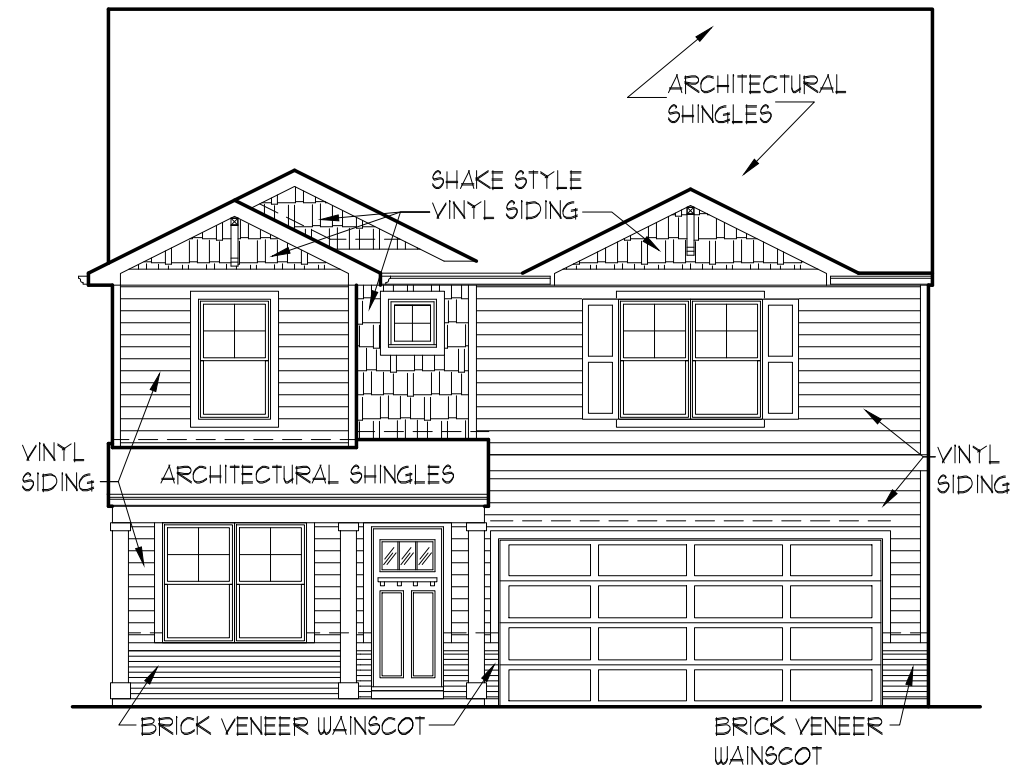 ARCHITECTURAL
SHINGLES
SHAKE STYLE
VINYL SIDING
VINYL
SIDING
ARCHITECTURAL SHINGLES
VINYL
SIDING
BRICK VENEER WAINSCOT
BRICK VENEER
WAINSCOT